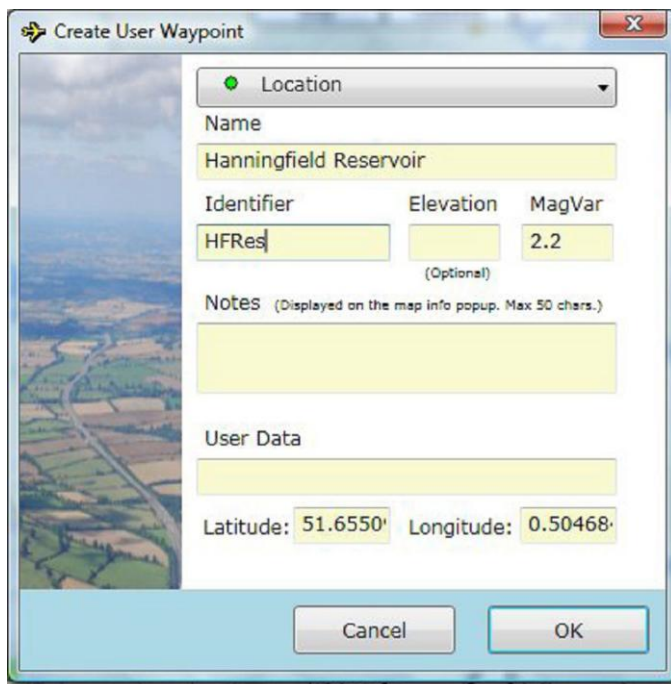 Create User Waypoint
Location
Name
Hanningfield Reservoir
Identifier Elevation MagVar
HFRes 2.2
(Optional)
Notes (Displayed on the map info popup. Max 50 chars.)
User Data
Latitude: 51.6550 Longitude: 0.50468
Cancel OK